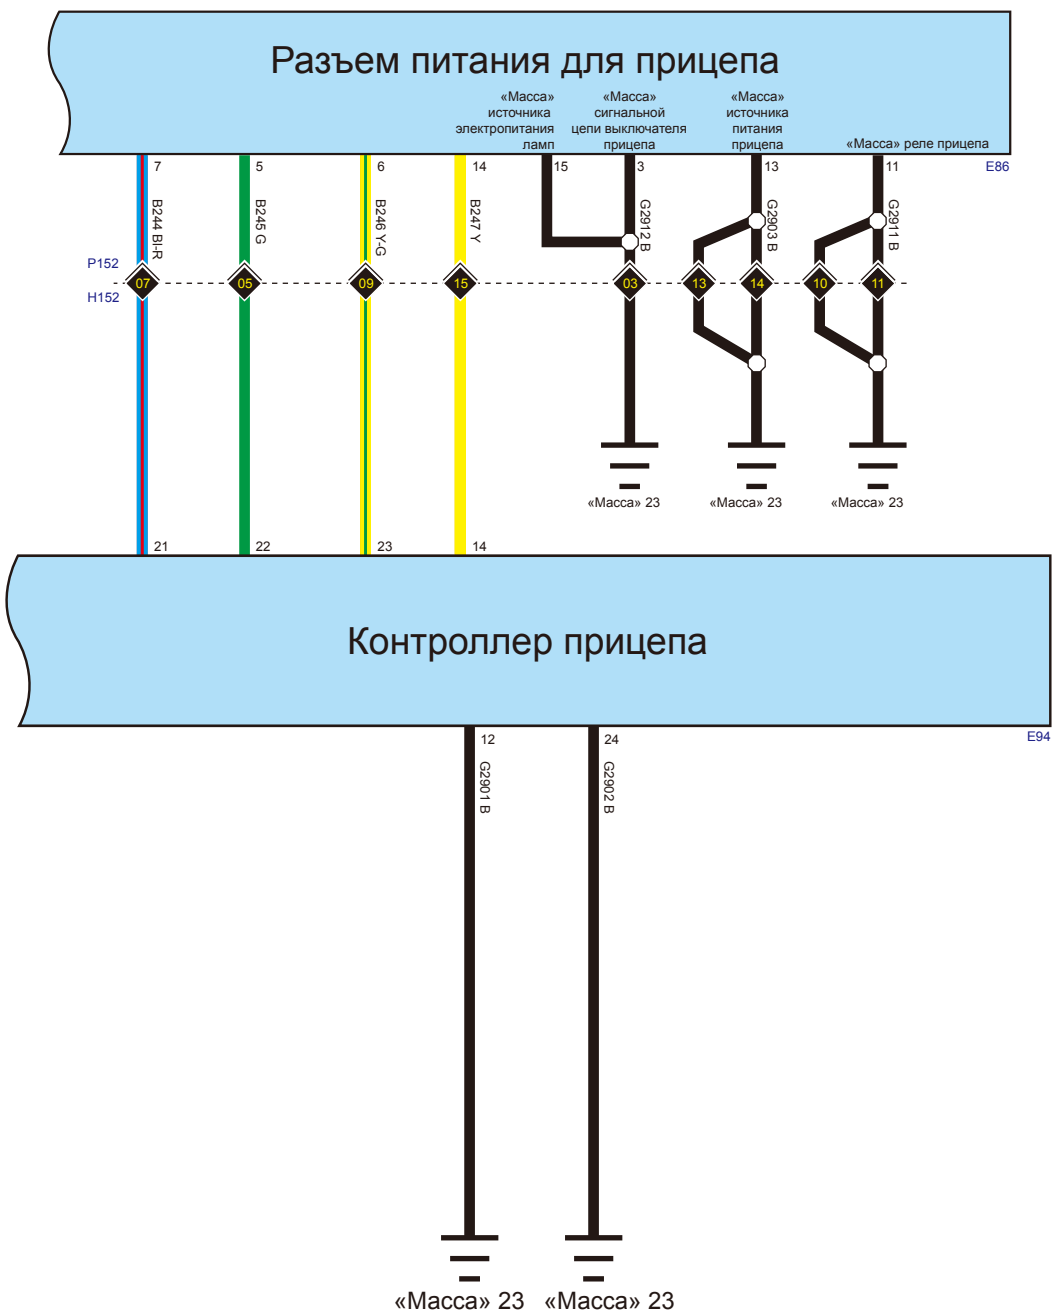 Разъем питания для прицепа
«Масса»
источника
электропитания
ламп
«Масса»
сигнальной
цепи выключателя
прицепа
«Масса»
источника
питания
прицепа
«Масса» реле прицепа
7
5
6
14
15
3
13
11
E86
B244 Bl-R
B245 G
B246 Y-G
B247 Y
G2912 B
G2903 B
G2911 B
P152
H152
07
05
09
15
03
13
14
10
11
«Масса» 23
«Масса» 23
«Масса» 23
21
22
23
14
Контроллер прицепа
12
24
E94
G2901 B
G2902 B
«Масса» 23
«Масса» 23